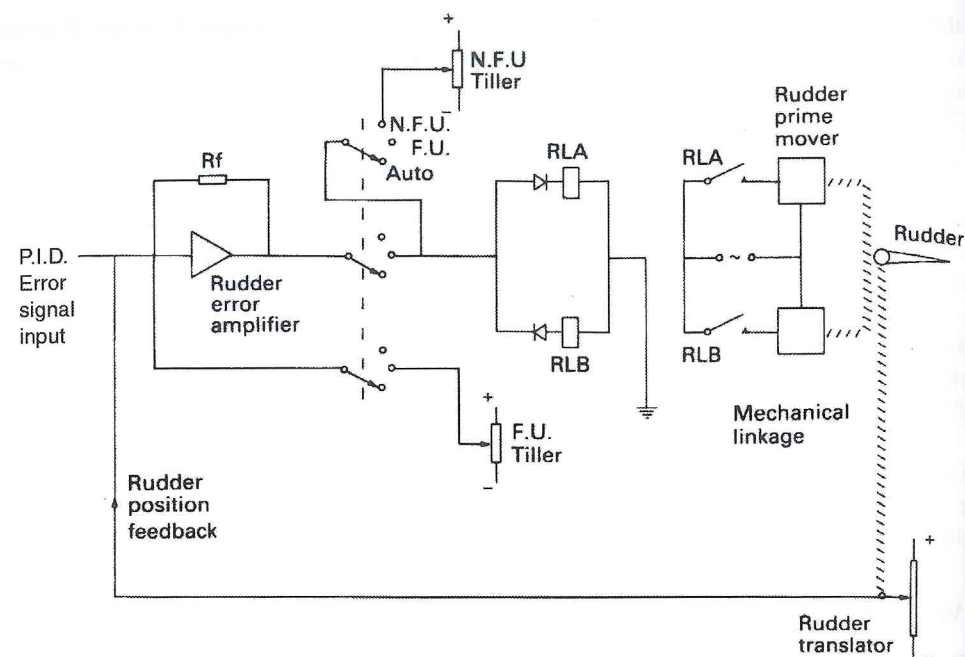 +
N.F.U
Tiller
–
N.F.U.
F.U.
Auto
Rf
P.I.D.
Error
signal
input
Rudder
error
amplifier
RLA
RLB
RLA
RLB
~
Rudder
prime
mover
Rudder
Mechanical
linkage
+
F.U.
Tiller
–
Rudder
position
feedback
+
Rudder
translator